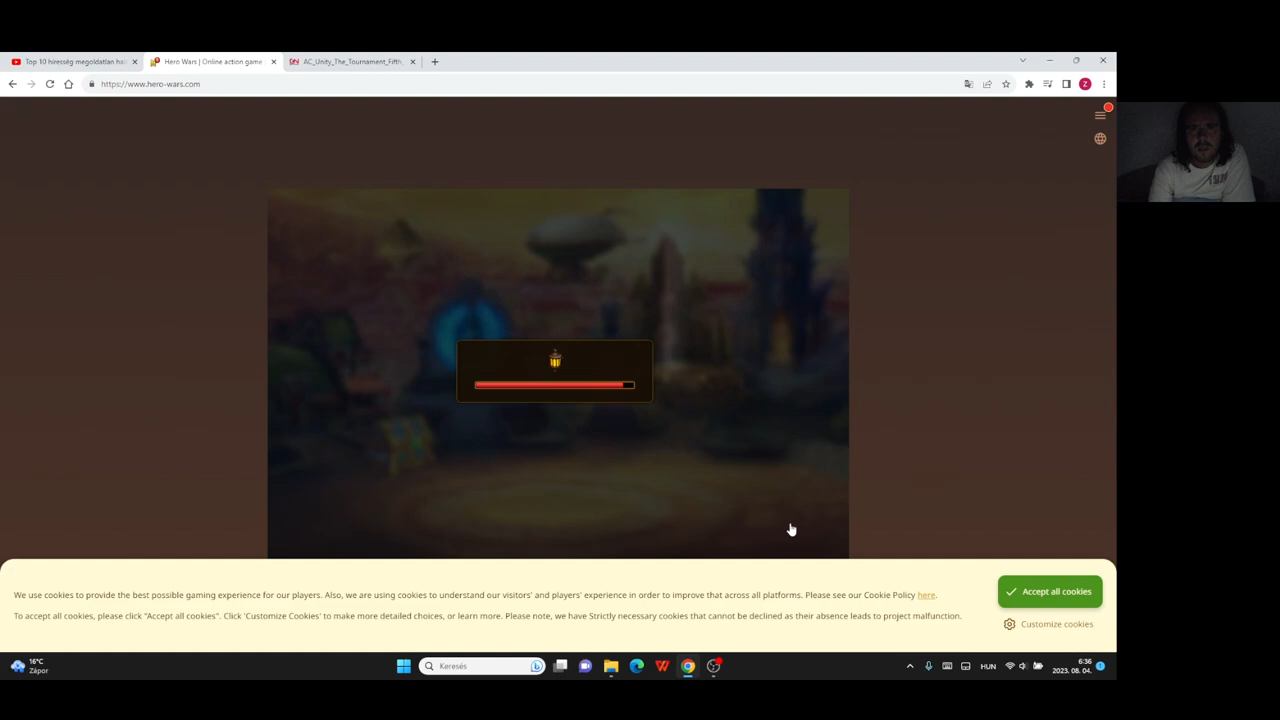 Top 10 híresség megoldatlan hal
Hero Wars | Online action game
AC_Unity_The_Tournament_Fifth_
https://www.hero-wars.com
Z
We use cookies to provide the best possible gaming experience for our players. Also, we are using cookies to understand our visitors' and players' experience in order to improve that across all platforms. Please see our Cookie Policy here.
To accept all cookies, please click "Accept all cookies". Click 'Customize Cookies' to make more detailed choices, or learn more. Please note, we have Strictly necessary cookies that cannot be declined as their absence leads to project malfunction.
Accept all cookies
Customize cookies
16°C
Zápor
Keresés
HUN
6:36
2023. 08. 04.